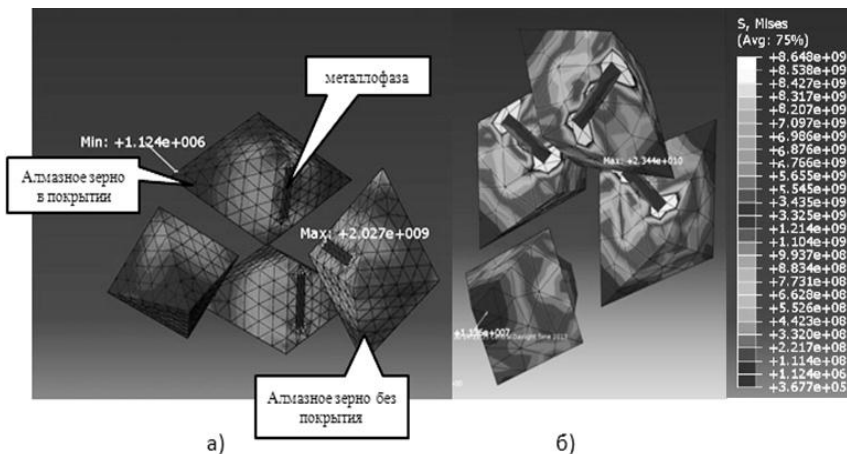 металлофаза
Min: +1.124e+006
Алмазное зерно
в покрытии
Max: +2.027e+009
Алмазное зерно без
покрытия
а)
Max: +2.344e+010
б)
S, Mises
(Avg: 75%)
+8.648e+09
+8.538e+09
+8.427e+09
+8.317e+09
+8.207e+09
+7.097e+09
+6.986e+09
+6.876e+09
+6.766e+09
+5.655e+09
+5.545e+09
+3.435e+09
+3.325e+09
+1.214e+09
+1.104e+09
+9.937e+08
+8.834e+08
+7.731e+08
+6.628e+08
+5.526e+08
+4.423e+08
+3.320e+08
+2.217e+08
+1.114e+08
+1.124e+06
+3.677e+05